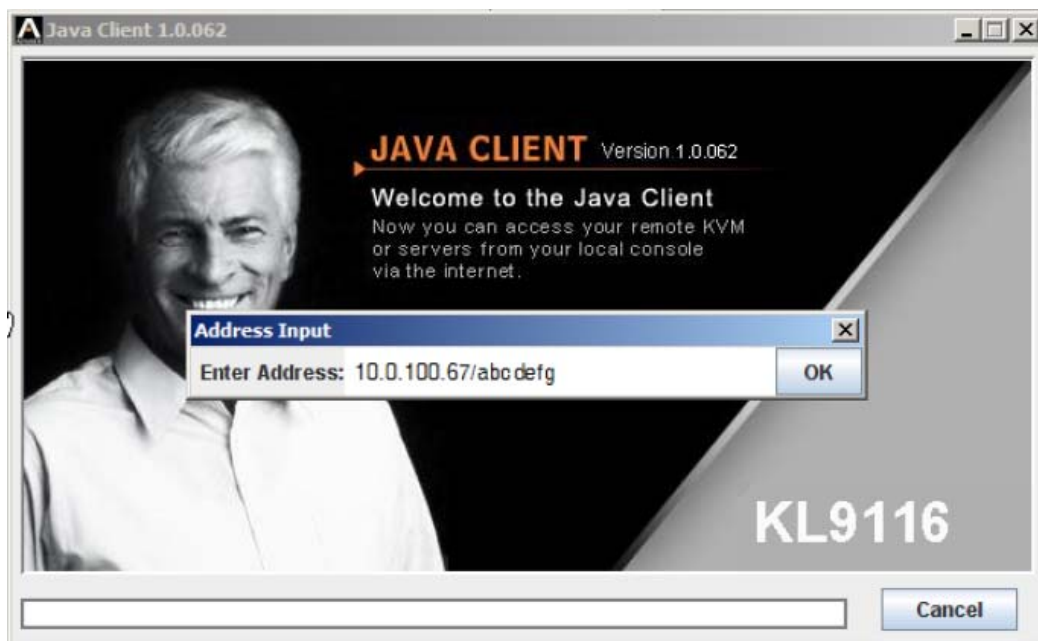 Java Client 1.0.062
JAVA CLIENT Version 1.0.062
Welcome to the Java Client
Now you can access your remote KVM
or servers from your local console
via the internet.
Address Input
Enter Address: 10.0.100.67/abcdefg OK
KL9116
Cancel